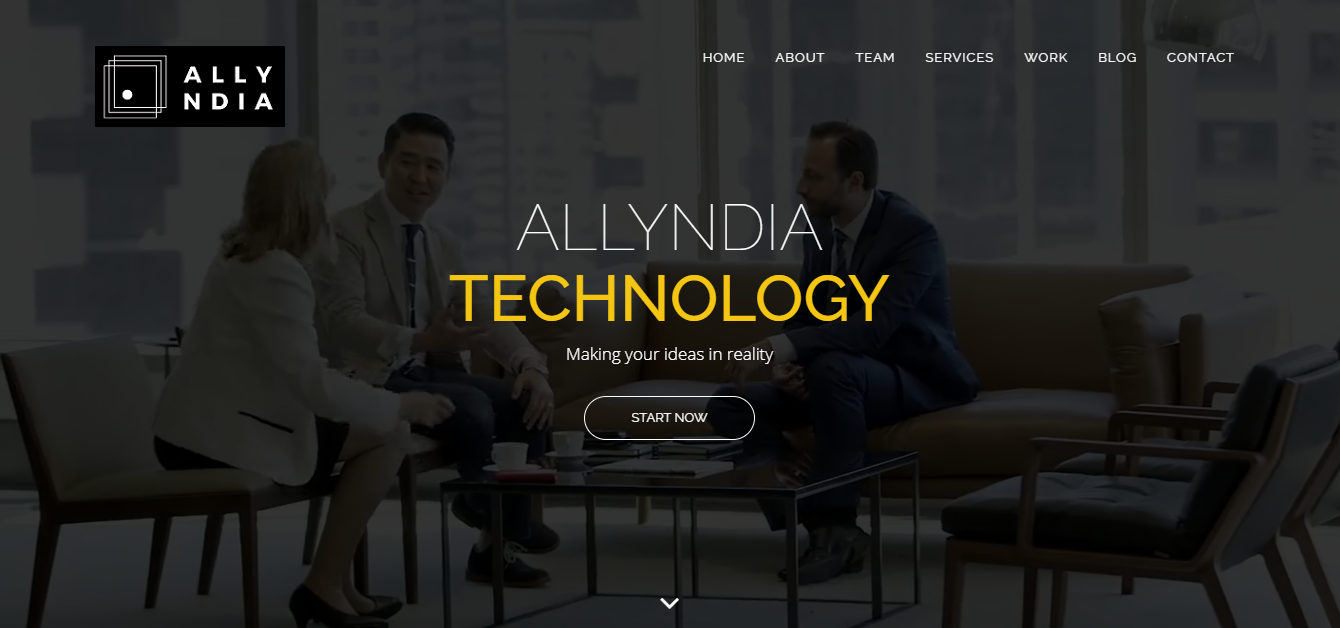 ALLY
NDIA
HOME ABOUT TEAM SERVICES WORK BLOG CONTACT
ALLYNDIA
TECHNOLOGY
Making your ideas in reality
START NOW